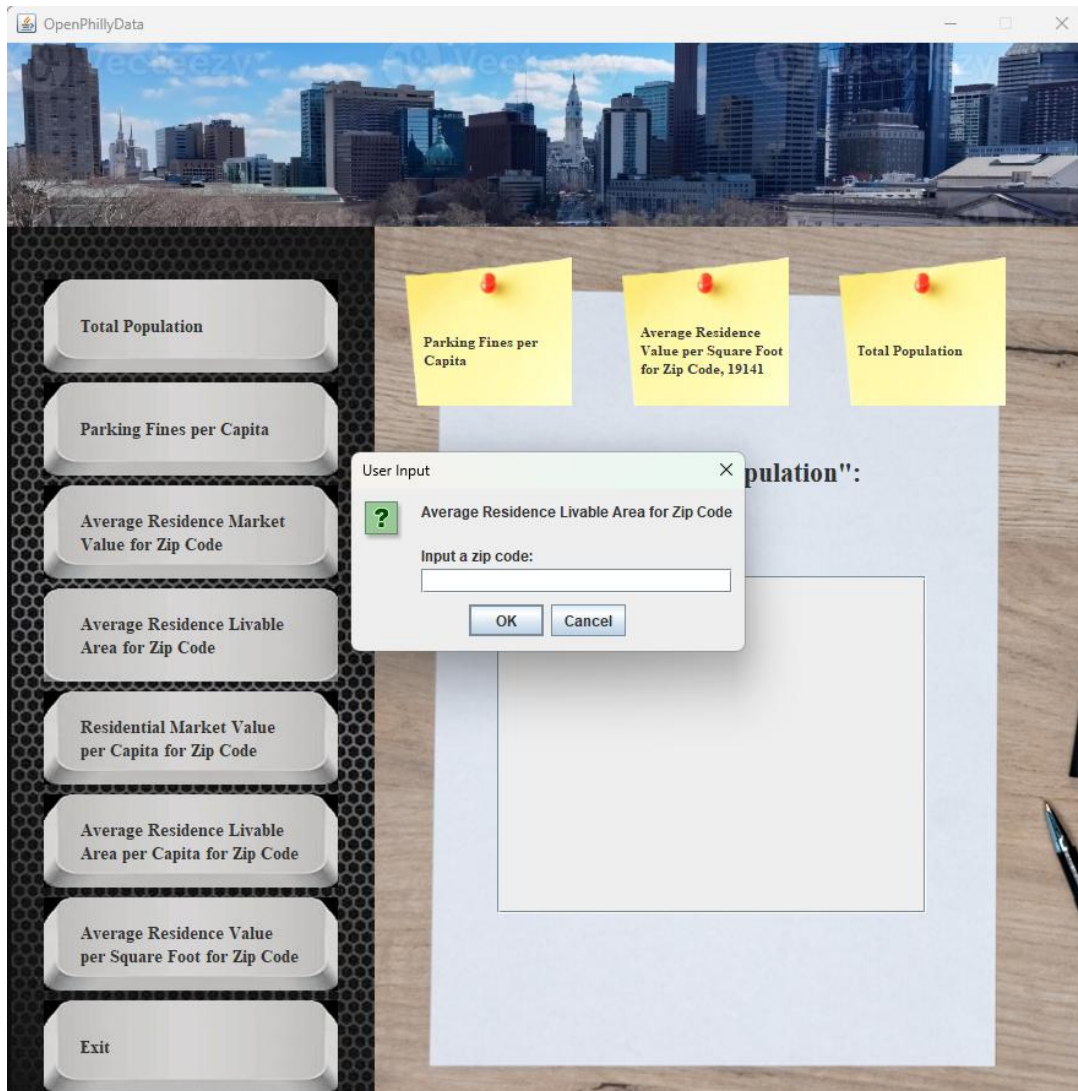 OpenPhillyData
Vecteezy
Total Population
Parking Fines per Capita
Average Residence Market
Value for Zip Code
Average Residence Livable
Area for Zip Code
Residential Market Value
per Capita for Zip Code
Average Residence Livable
Area per Capita for Zip Code
Average Residence Value
per Square Foot for Zip Code
Exit
Parking Fines per
Capita
Average Residence
Value per Square Foot
for Zip Code, 19141
Total Population
pulation":
User Input
?
Average Residence Livable Area for Zip Code
Input a zip code:
OK Cancel